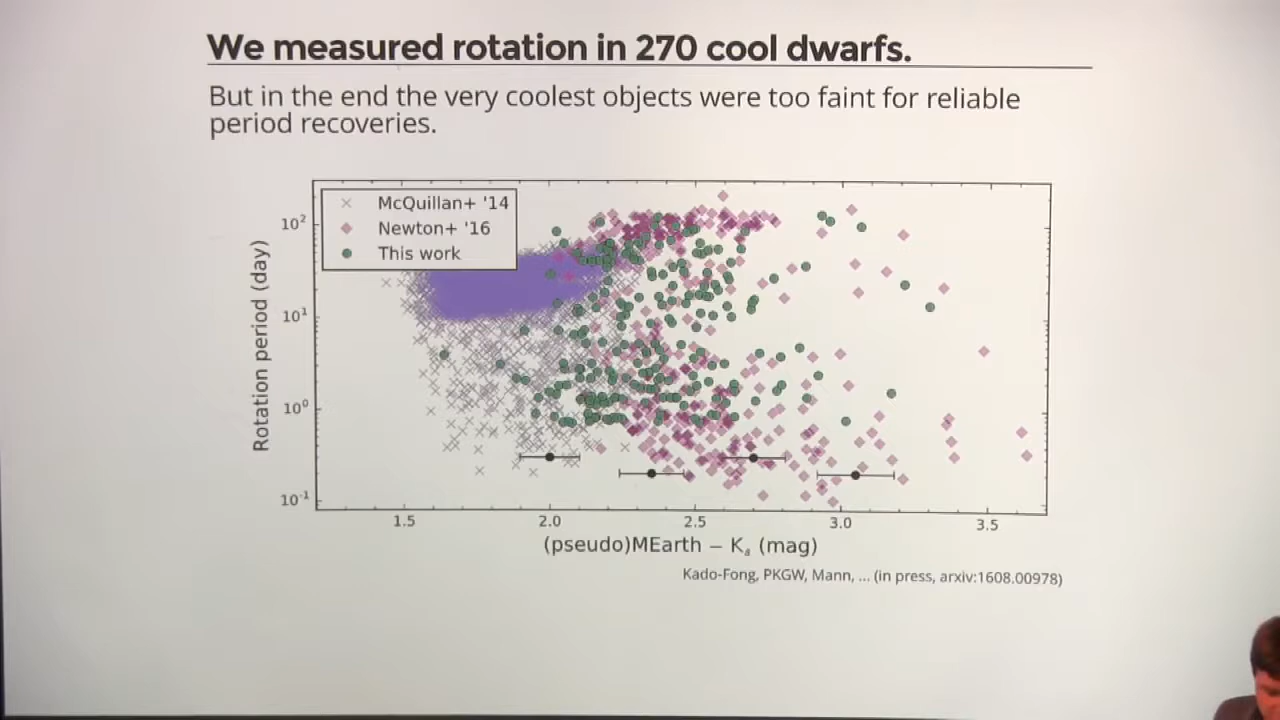 We measured rotation in 270 cool dwarfs.
But in the end the very coolest objects were too faint for reliable
period recoveries.
McQuillan+ '14
Newton+ '16
This work
Rotation period (day)
10²
10¹
10⁰
10⁻¹
1.5 2.0 2.5 3.0 3.5
(pseudo)MEarth − Kₛ (mag)
Kado-Fong, PKGW, Mann, ... (in press, arxiv:1608.00978)